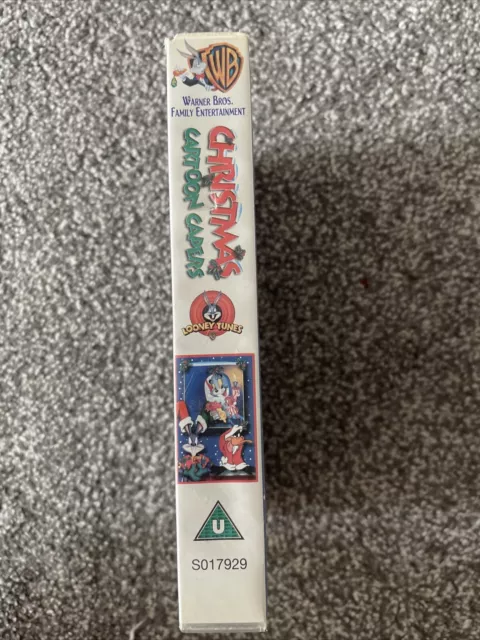 WB
WARNER BROS.
FAMILY ENTERTAINMENT
CHRISTMAS
CARTOON CAPERS
LOONEY TUNES
U
S017929